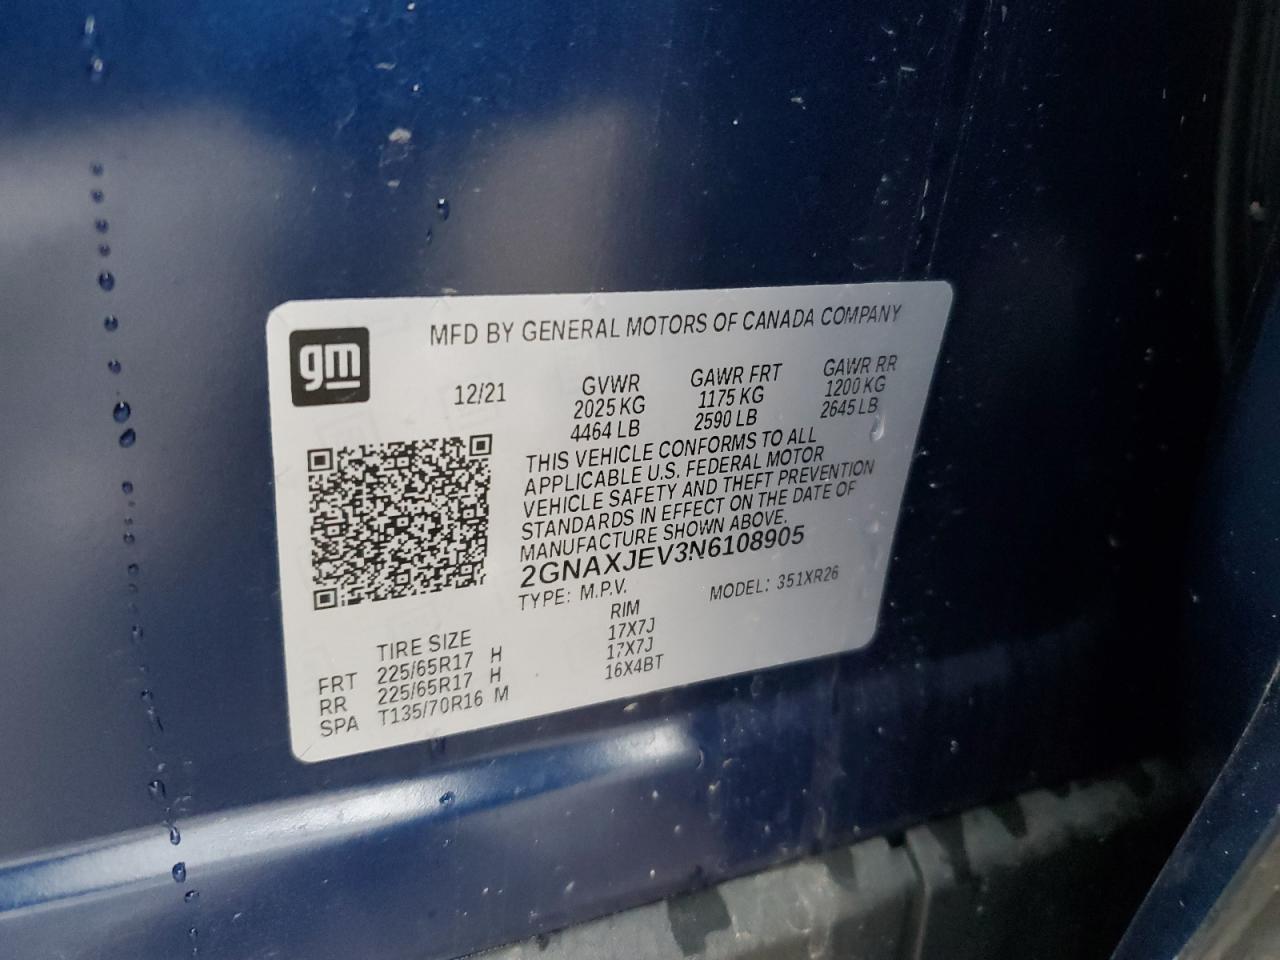 gm
MFD BY GENERAL MOTORS OF CANADA COMPANY
12/21
GVWR GAWR FRT GAWR RR
2025 KG 1175 KG 1200 KG
4464 LB 2590 LB 2645 LB
THIS VEHICLE CONFORMS TO ALL
APPLICABLE U.S. FEDERAL MOTOR
VEHICLE SAFETY AND THEFT PREVENTION
STANDARDS IN EFFECT ON THE DATE OF
MANUFACTURE SHOWN ABOVE.
2GNAXJEV3N6108905
TYPE: M.P.V. MODEL: 351XR26
TIRE SIZE RIM
FRT 225/65R17 H 17X7J
RR 225/65R17 H 17X7J
SPA T135/70R16 M 16X4BT